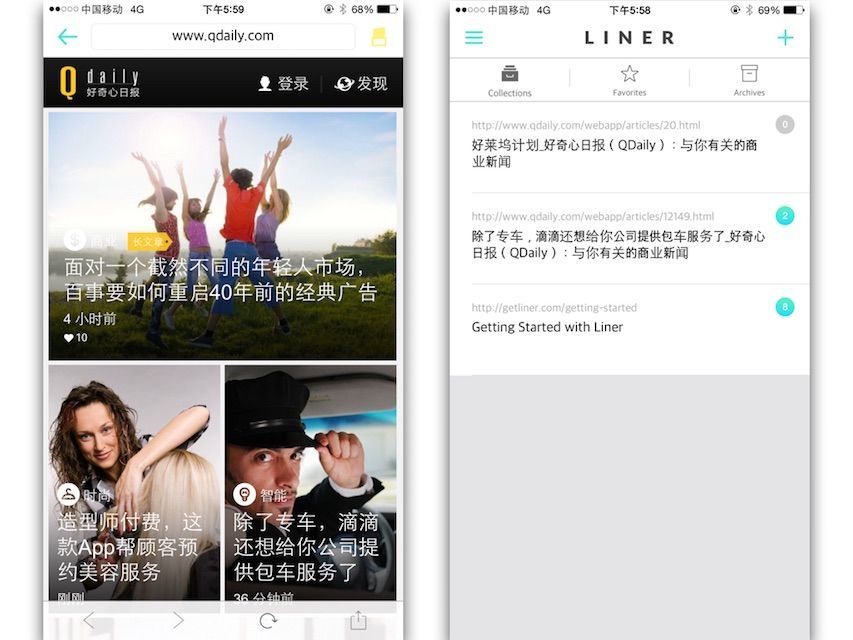 中国移动 4G 下午5:59 68%
www.qdaily.com
Q daily
好奇心日报
登录 发现
商业 长文章
面对一个截然不同的年轻人市场，
百事要如何重启40年前的经典广告
4 小时前
10
时尚
造型师付费，这
款App帮顾客预
约美容服务
刚刚
智能
除了专车，滴滴
还想给你公司提
供包车服务了
36 分钟前
中国移动 4G 下午5:58 69%
LINER
Collections Favorites Archives
http://www.qdaily.com/webapp/articles/20.html 0
好莱坞计划_好奇心日报（QDaily）：与你有关的商
业新闻
http://www.qdaily.com/webapp/articles/12149.html 2
除了专车，滴滴还想给你公司提供包车服务了_好奇心
日报（QDaily）：与你有关的商业新闻
http://getliner.com/getting-started 8
Getting Started with Liner